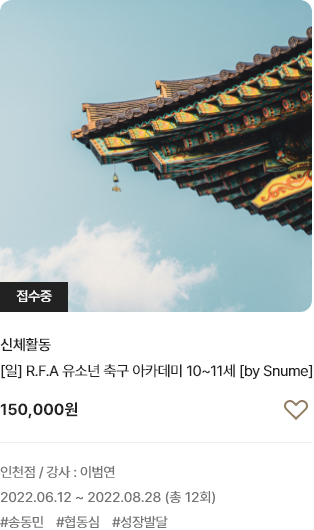 접수중
신체활동
[일] R.F.A 유소년 축구 아카데미 10~11세 [by Snume]
150,000원
인천점 / 강사 : 이범연
2022.06.12 ~ 2022.08.28 (총 12회)
#송동민 #협동심 #성장발달